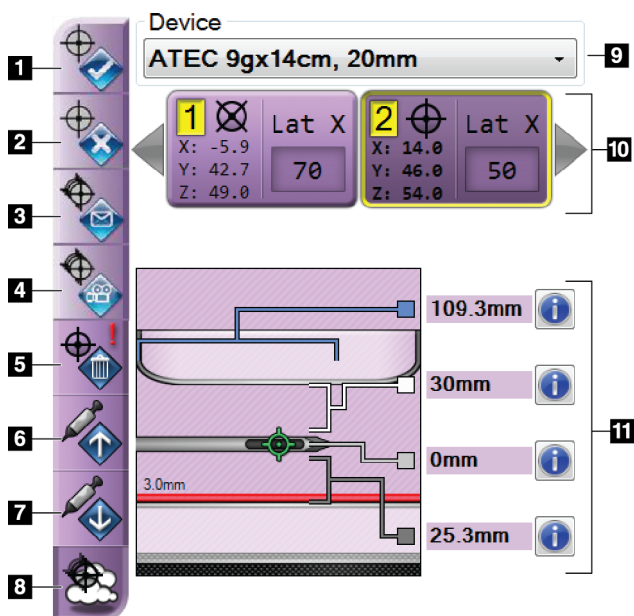 Device
1
ATEC 9gx14cm, 20mm
9
2
1 Lat X
X: -5.9
Y: 42.7
Z: 49.0
70
2 Lat X
X: 14.0
Y: 46.0
Z: 54.0
50
10
3
4
109.3mm
5
30mm
6
11
0mm
3.0mm
7
25.3mm
8